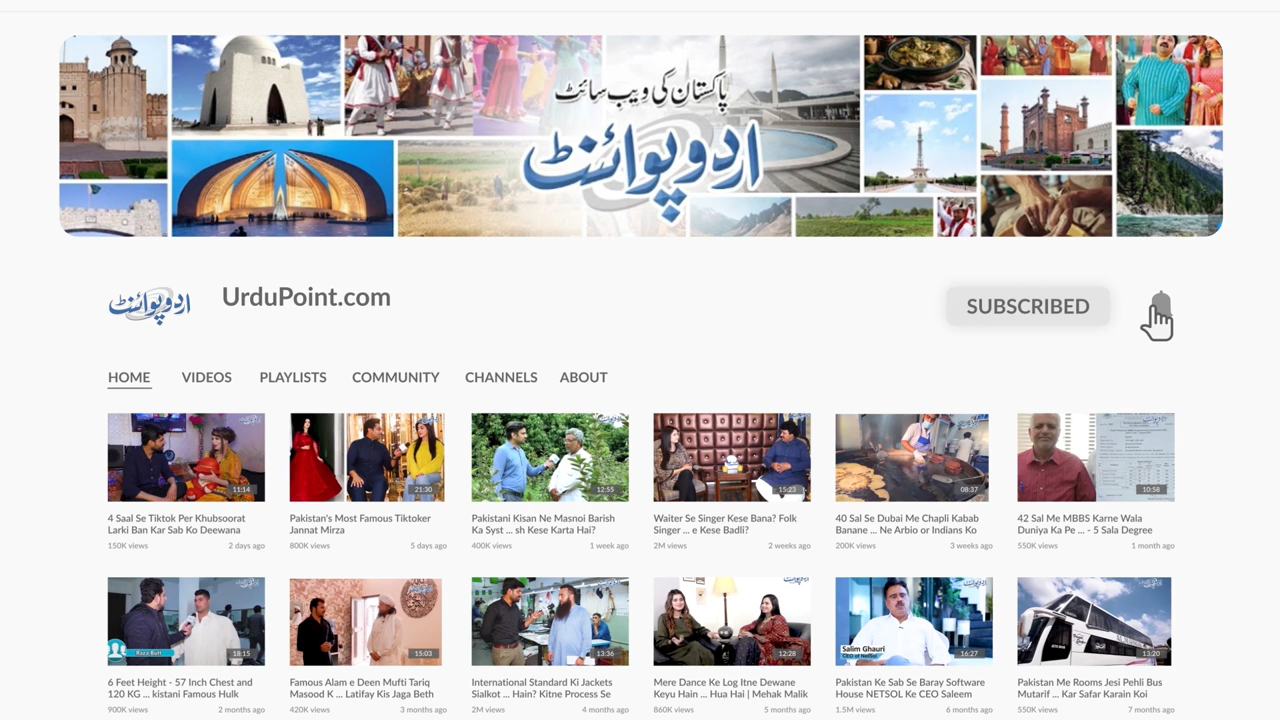 پاکستان کی ویب سائٹ
اردو پوائنٹ
اردو پوائنٹ
UrduPoint.com
SUBSCRIBED
HOME VIDEOS PLAYLISTS COMMUNITY CHANNELS ABOUT
11:14
21:30
12:55
15:23
08:37
10:58
4 Saal Se Tiktok Per Khubsoorat
Larki Ban Kar Sab Ko Deewana
150K views 2 days ago
Pakistan's Most Famous Tiktoker
Jannat Mirza
800K views 5 days ago
Pakistani Kisan Ne Masnoi Barish
Ka Syst ... sh Kese Karta Hai?
400K views 1 week ago
Waiter Se Singer Kese Bana? Folk
Singer ... e Kese Badli?
2M views 2 weeks ago
40 Sal Se Dubai Me Chapli Kabab
Banane ... Ne Arbio or Indians Ko
200K views 3 weeks ago
42 Sal Me MBBS Karne Wala
Duniya Ka Pe ... - 5 Sala Degree
550K views 1 month ago
Raza Butt
18:15
15:03
13:36
12:28
Salim Ghauri
CEO of NetSol
16:27
13:20
6 Feet Height - 57 Inch Chest and
120 KG ... kistani Famous Hulk
900K views 2 months ago
Famous Alam e Deen Mufti Tariq
Masood K ... Latifay Kis Jaga Beth
420K views 3 months ago
International Standard Ki Jackets
Sialkot ... Hain? Kitne Process Se
2M views 4 months ago
Mere Dance Ke Log Itne Dewane
Keyu Hain ... Hua Hai | Mehak Malik
860K views 5 months ago
Pakistan Ke Sab Se Baray Software
House NETSOL Ke CEO Saleem
1.5M views 6 months ago
Pakistan Me Rooms Jesi Pehli Bus
Mutarif ... Kar Safar Karain Koi
550K views 7 months ago